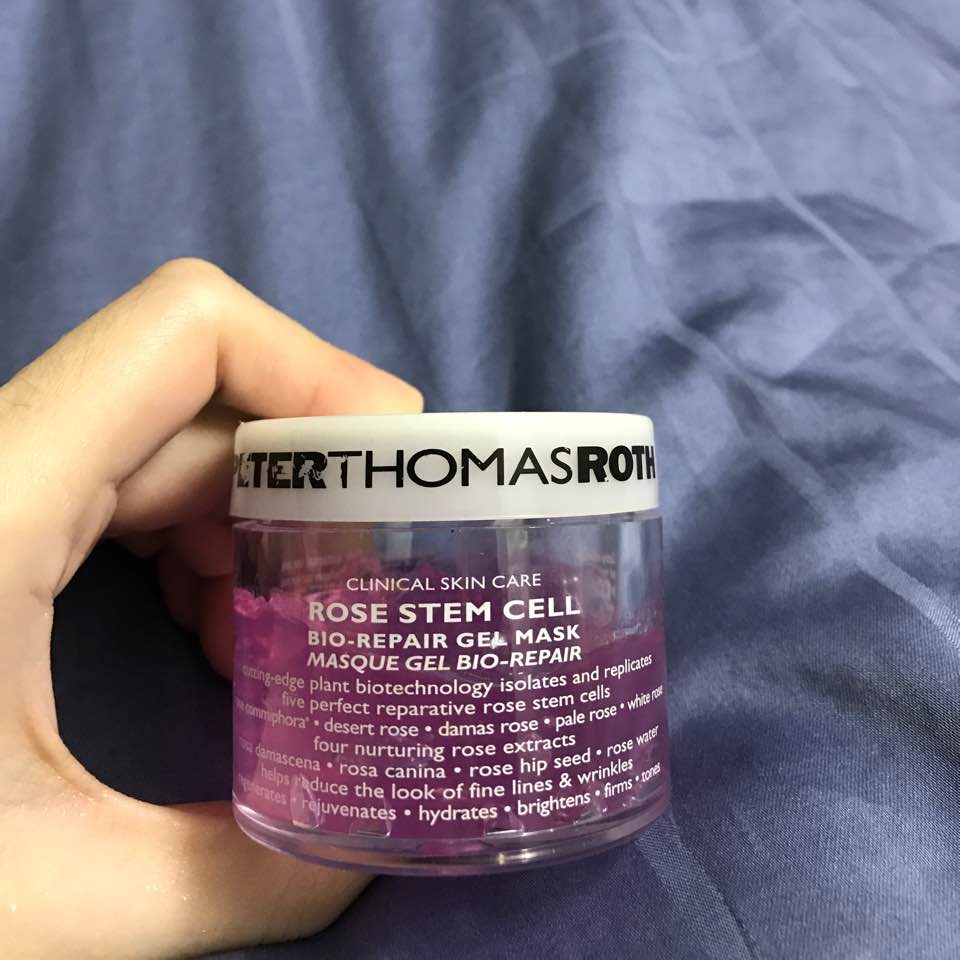 PETERTHOMASROTH
CLINICAL SKIN CARE
ROSE STEM CELL
BIO-REPAIR GEL MASK
MASQUE GEL BIO-REPAIR
cutting-edge plant biotechnology isolates and replicates
five perfect reparative rose stem cells
commiphora* • desert rose • damas rose • pale rose • white rose
four nurturing rose extracts
rosa damascena • rosa canina • rose hip seed • rose water
helps reduce the look of fine lines & wrinkles
regenerates • rejuvenates • hydrates • brightens • firms • tones